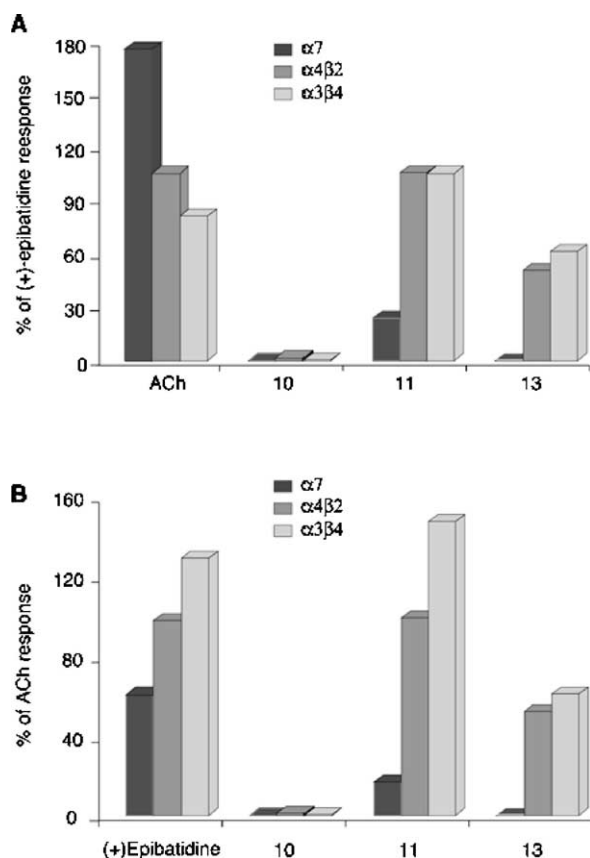 A
% of (+)-epibatidine reesponse
180
150
120
90
60
30
0
α7
α4β2
α3β4
ACh 10 11 13
B
% of ACh response
160
120
80
40
0
α7
α4β2
α3β4
(+)Epibatidine 10 11 13